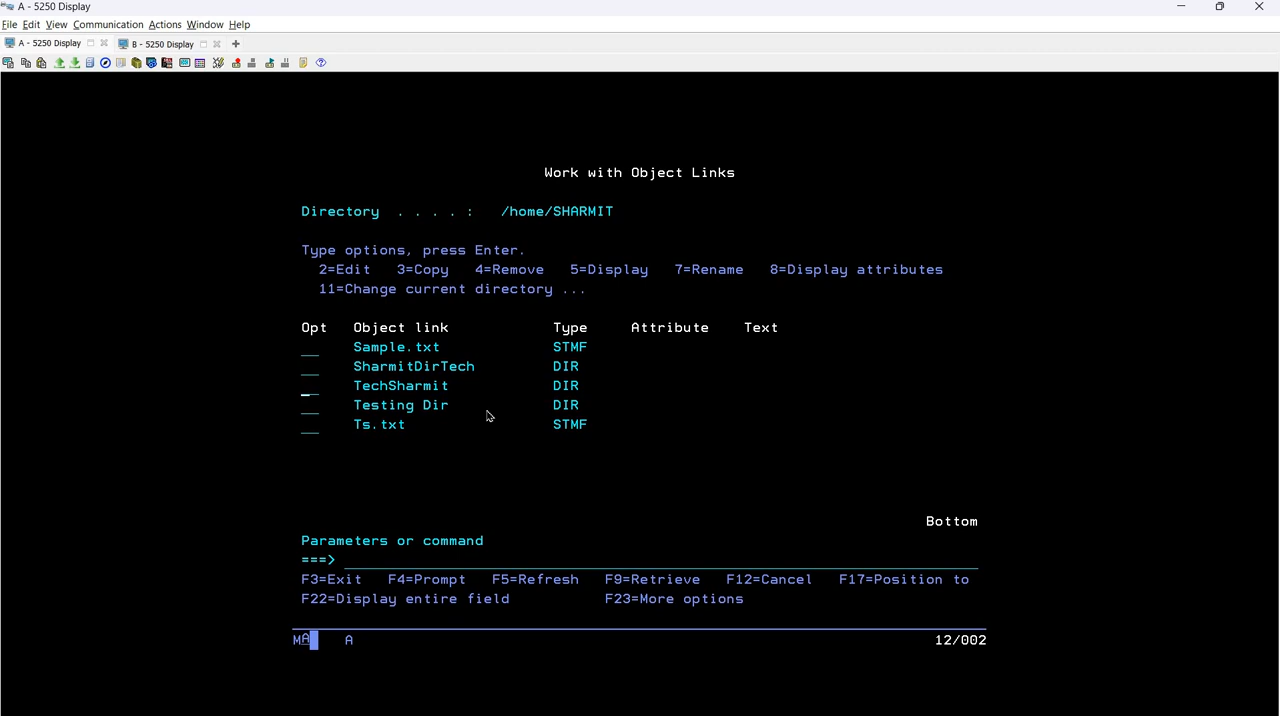 A - 5250 Display
File Edit View Communication Actions Window Help
A - 5250 Display B - 5250 Display
Work with Object Links
Directory . . . . : /home/SHARMIT
Type options, press Enter.
2=Edit 3=Copy 4=Remove 5=Display 7=Rename 8=Display attributes
11=Change current directory ...
Opt Object link Type Attribute Text
Sample.txt STMF
SharmitDirTech DIR
TechSharmit DIR
Testing Dir DIR
Ts.txt STMF
Bottom
Parameters or command
===>
F3=Exit F4=Prompt F5=Refresh F9=Retrieve F12=Cancel F17=Position to
F22=Display entire field F23=More options
MA A 12/002